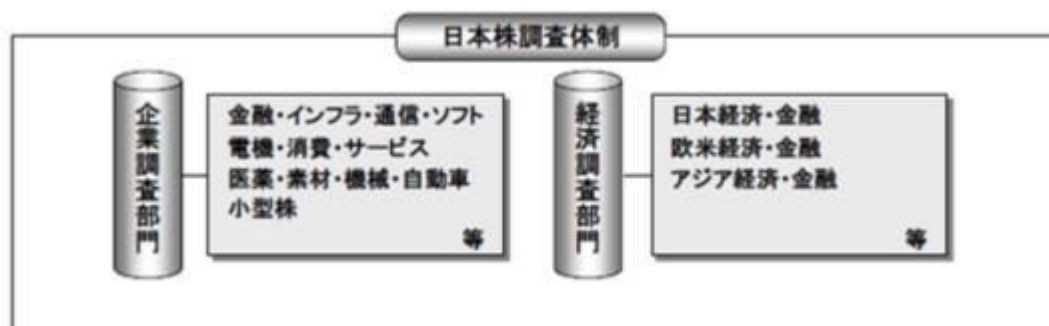 日本株調査体制
企業調査部門
金融・インフラ・通信・ソフト
電機・消費・サービス
医薬・素材・機械・自動車
小型株
等
経済調査部門
日本経済・金融
欧米経済・金融
アジア経済・金融
等